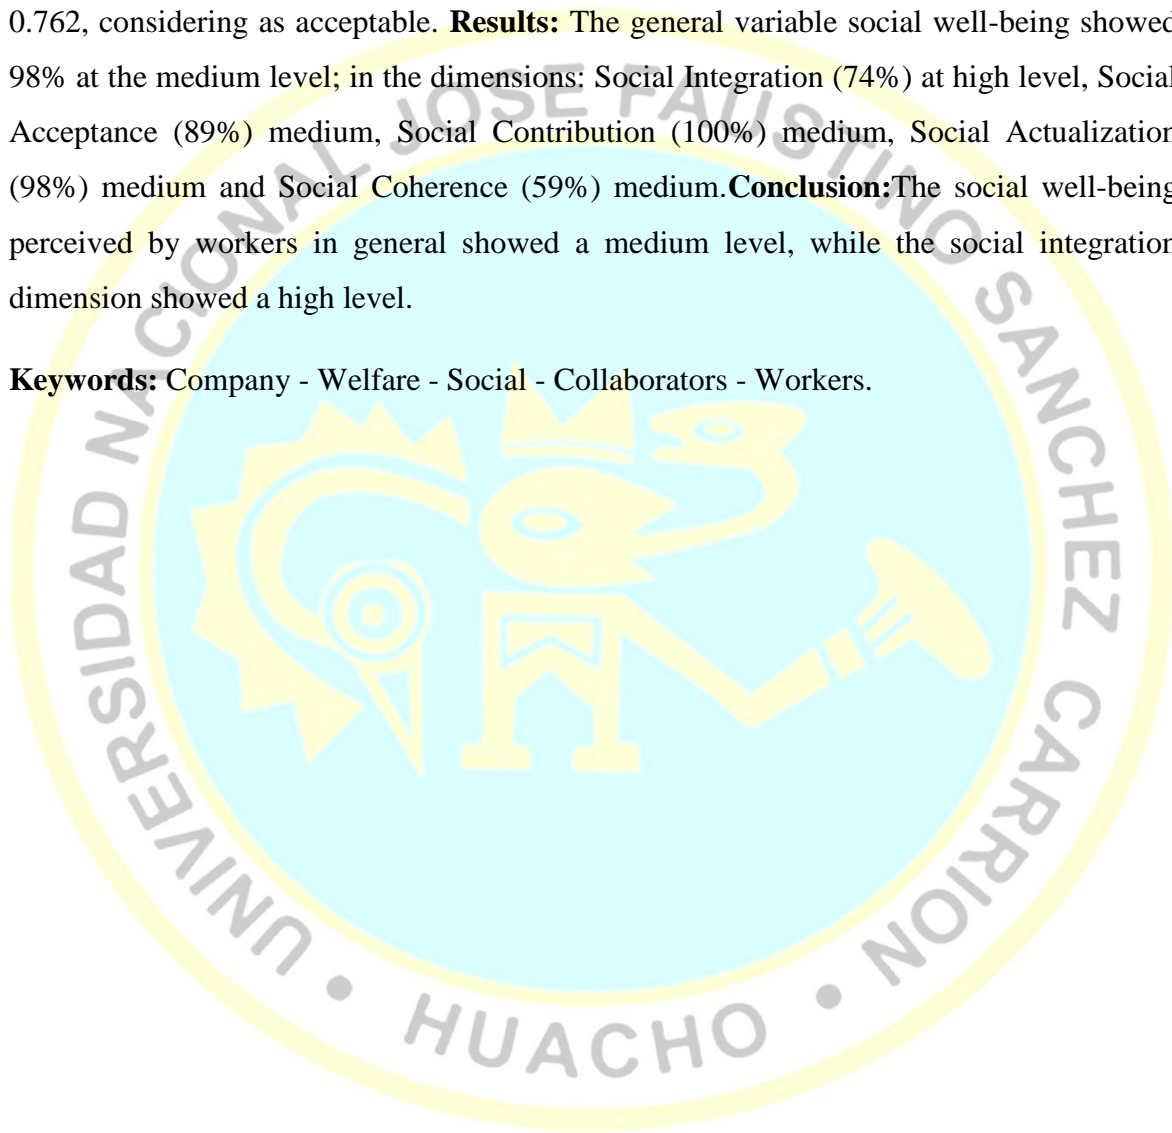 0.762, considering as acceptable. Results: The general variable social well-being showed
98% at the medium level; in the dimensions: Social Integration (74%) at high level, Social
Acceptance (89%) medium, Social Contribution (100%) medium, Social Actualization
(98%) medium and Social Coherence (59%) medium.Conclusion:The social well-being
perceived by workers in general showed a medium level, while the social integration
dimension showed a high level.
Keywords: Company - Welfare - Social - Collaborators - Workers.
UNIVERSIDAD NACIONAL JOSE FAUSTINO SANCHEZ CARRION • HUACHO •